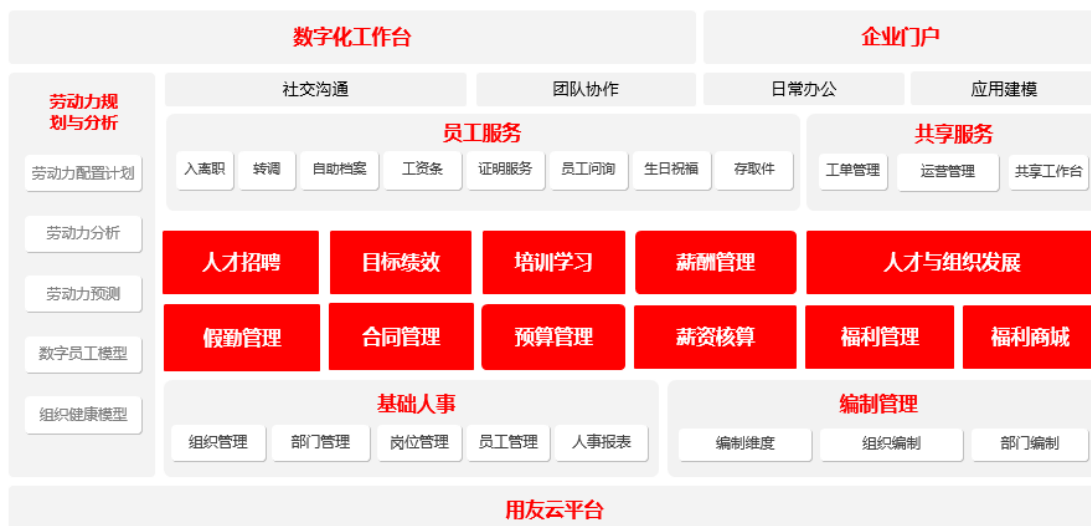 数字化工作台
企业门户
劳动力规
划与分析
劳动力配置计划
劳动力分析
劳动力预测
数字员工模型
组织健康模型
社交沟通
团队协作
日常办公
应用建模
员工服务
入离职
转调
自助档案
工资条
证明服务
员工问询
生日祝福
存取件
共享服务
工单管理
运营管理
共享工作台
人才招聘
目标绩效
培训学习
薪酬管理
人才与组织发展
假勤管理
合同管理
预算管理
薪资核算
福利管理
福利商城
基础人事
组织管理
部门管理
岗位管理
员工管理
人事报表
编制管理
编制维度
组织编制
部门编制
用友云平台